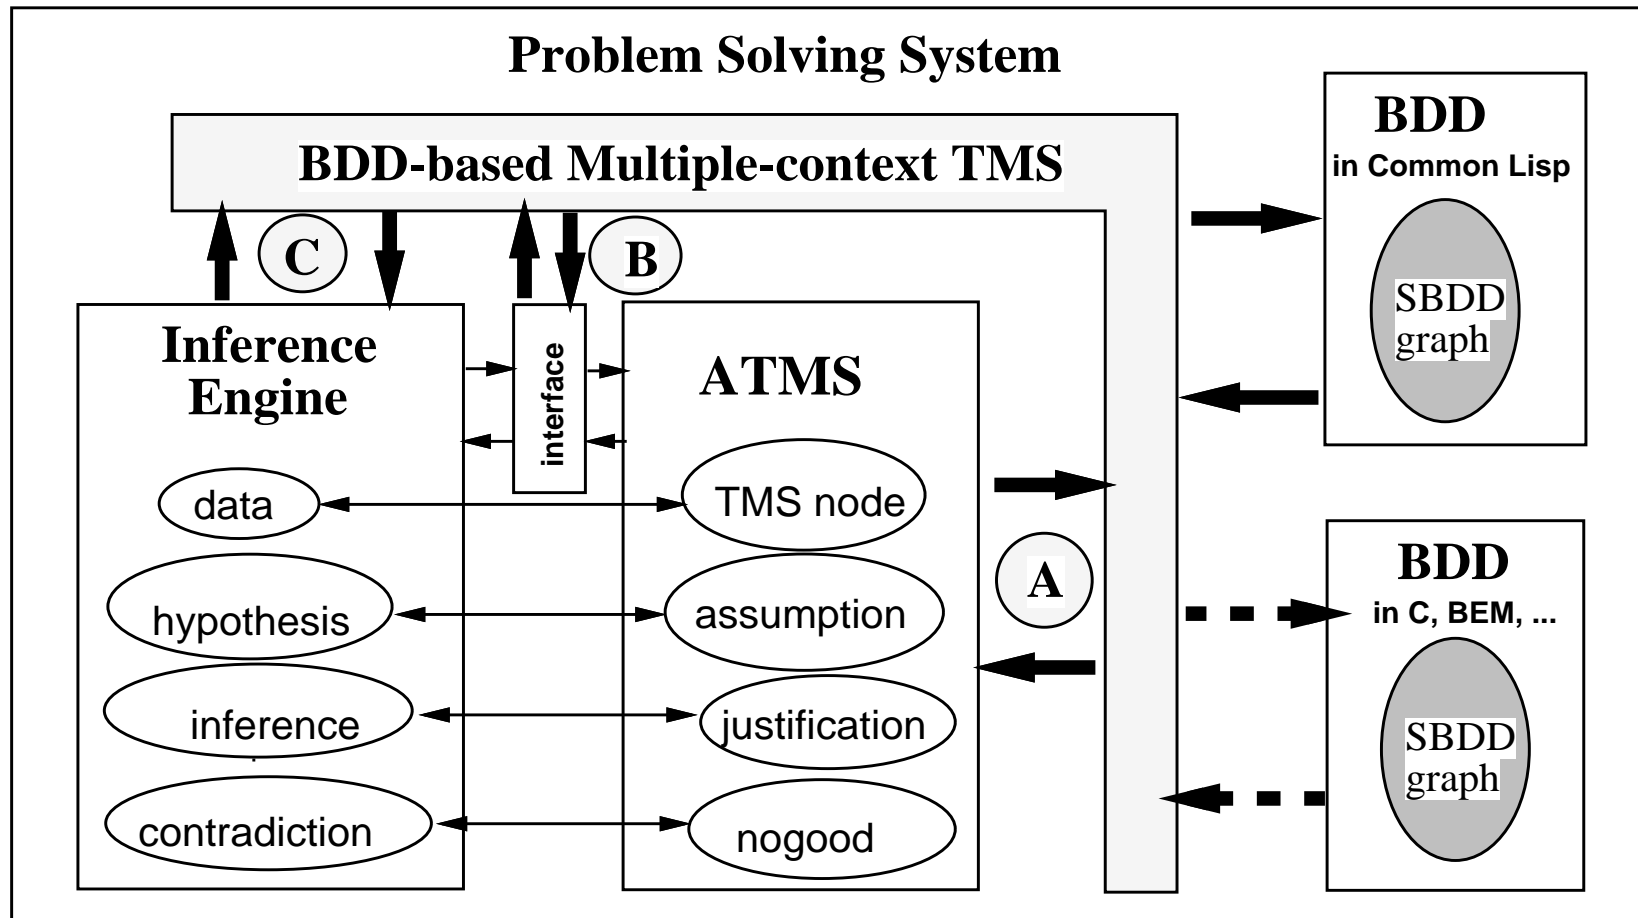 Problem Solving System
BDD-based Multiple-context TMS
C
B
Inference
Engine
interface
ATMS
data
TMS node
hypothesis
assumption
inference
justification
contradiction
nogood
A
BDD
in Common Lisp
SBDD
graph
BDD
in C, BEM, ...
SBDD
graph